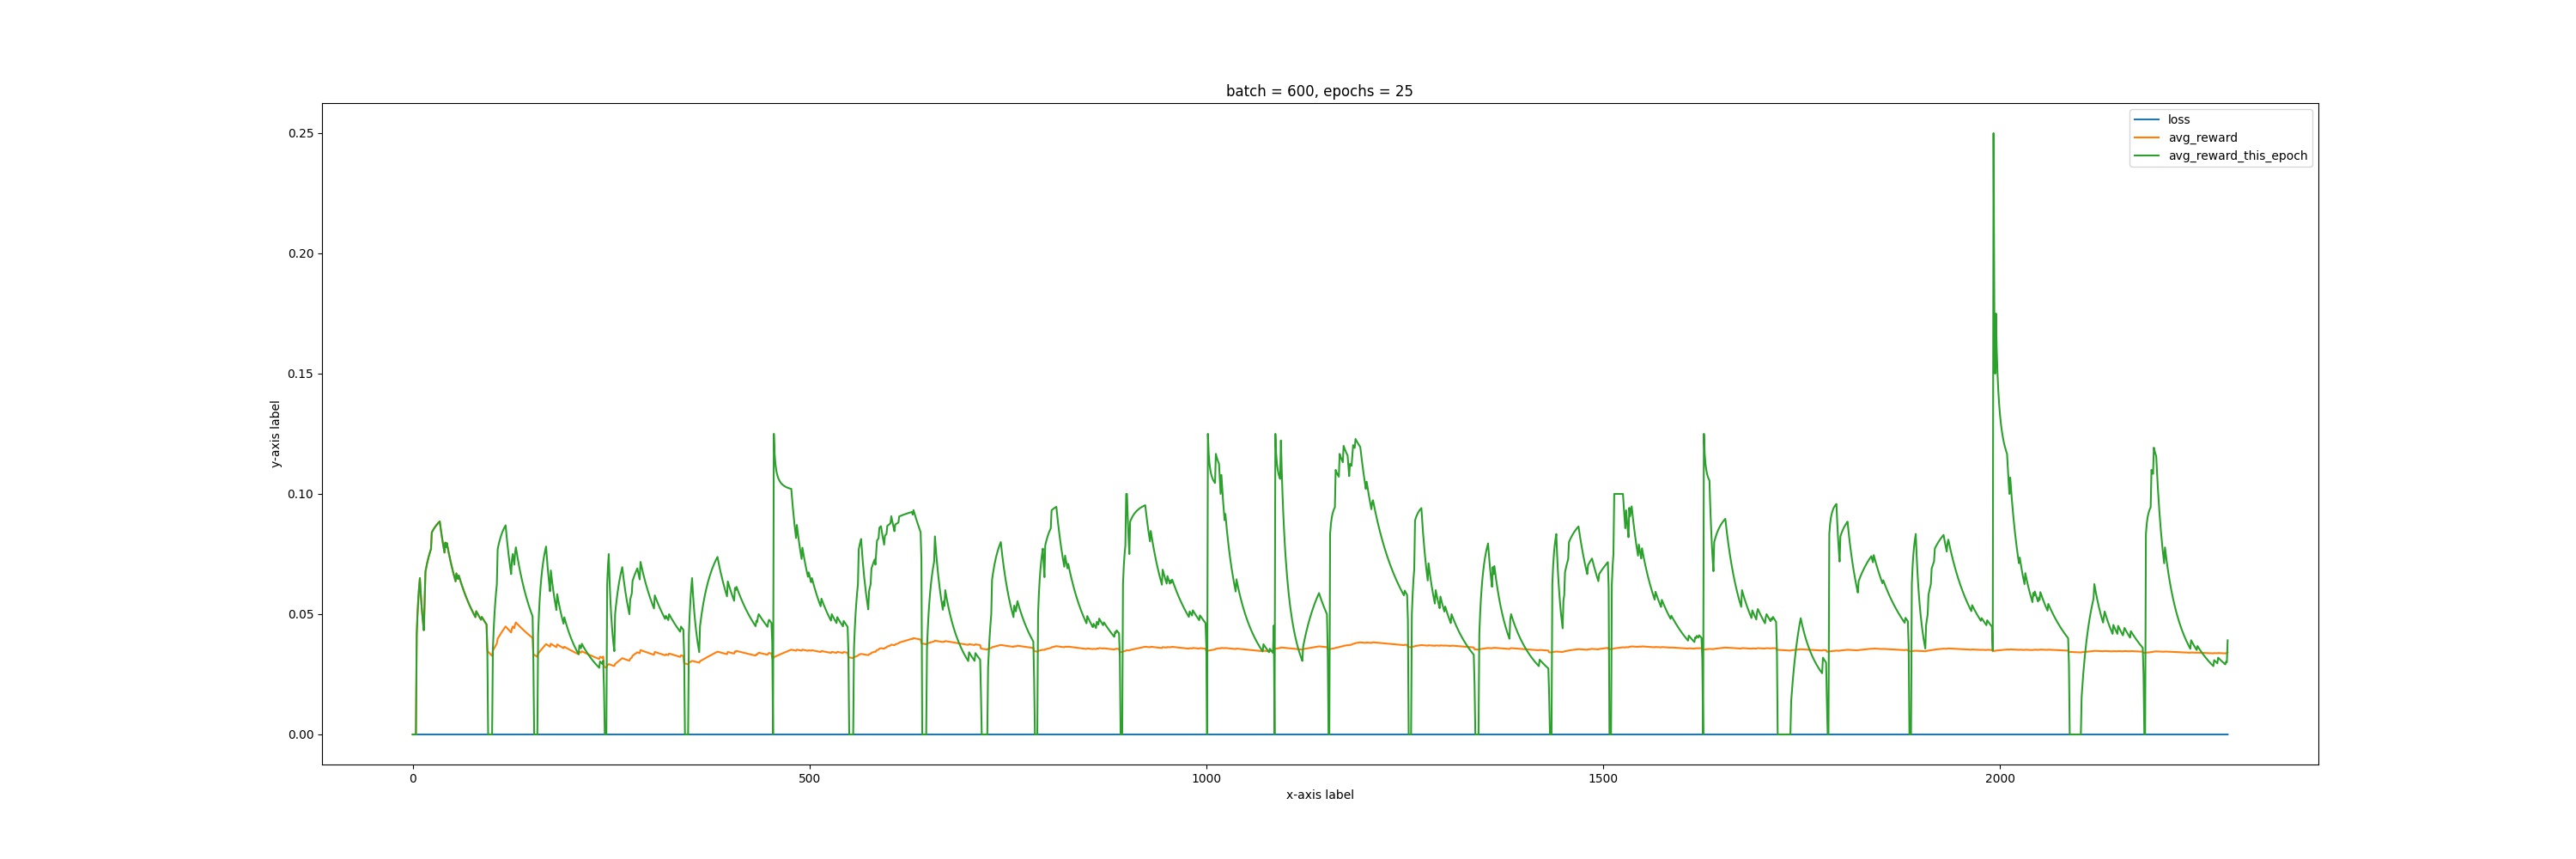 batch = 600, epochs = 25
loss
avg_reward
avg_reward_this_epoch
0.25
0.20
0.15
0.10
0.05
0.00
y-axis label
0 500 1000 1500 2000
x-axis label